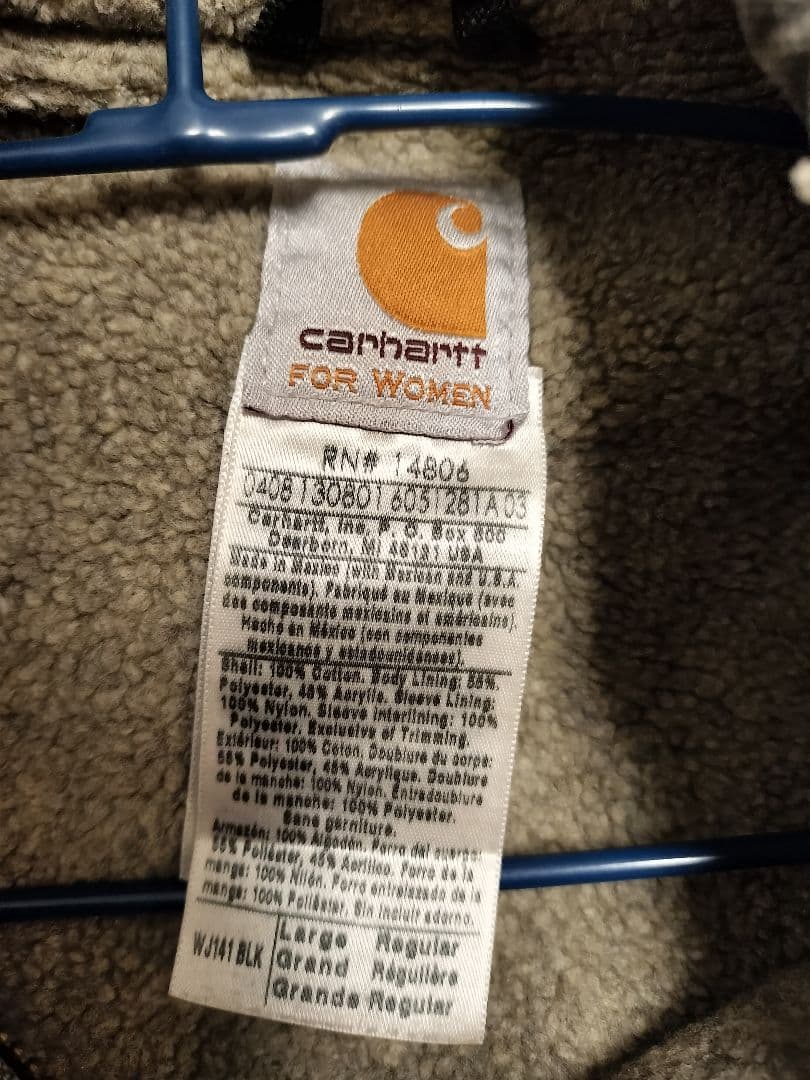 carhartt
FOR WOMEN
RN# 14806
0408130801 6051281A 03
Carhartt, Inc, P. O. Box 600
Dearborn, MI 48121 USA
Made in Mexico (with Mexican and U.S.A.
components). Fabriqué au Mexique (avec
des composants mexicains et américains).
Hecho en México (con componentes
mexicanos y estadounidenses).
Shell: 100% Cotton. Body Lining: 55%
Polyester, 45% Acrylic. Sleeve Lining:
100% Nylon. Sleeve Interlining: 100%
Polyester. Exclusive of Trimming.
Extérieur: 100% Coton. Doublure du corps:
55% Polyester, 45% Acrylique. Doublure
de la manche: 100% Nylon. Entredoublure
de la manche: 100% Polyester.
Sans garniture.
Armazón: 100% Algodón. Forro del cuerpo:
55% Poliéster, 45% Acrílico. Forro de la
manga: 100% Nilón. Forro entrelazado de la
manga: 100% Poliéster. Sin incluir adorno.
WJ141 BLK
Large Regular
Grand Régulière
Grande Regular